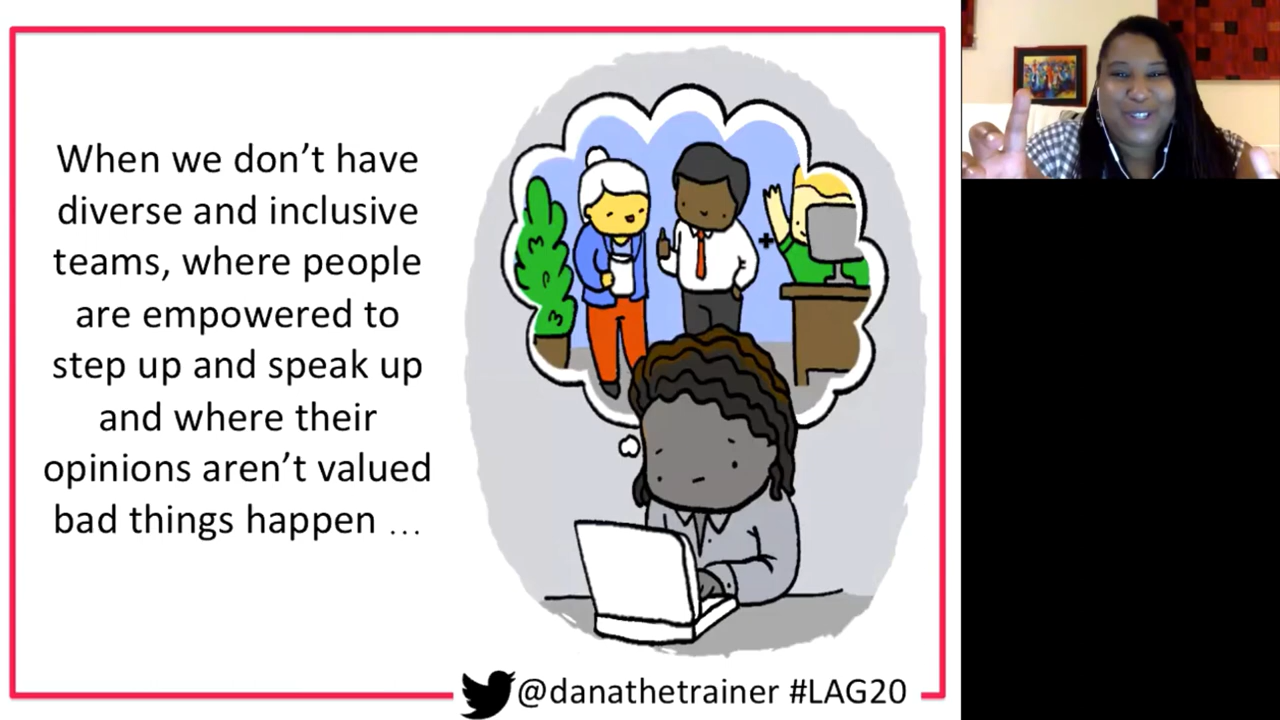 When we don’t have
diverse and inclusive
teams, where people
are empowered to
step up and speak up
and where their
opinions aren’t valued
bad things happen …
@danathetrainer #LAG20